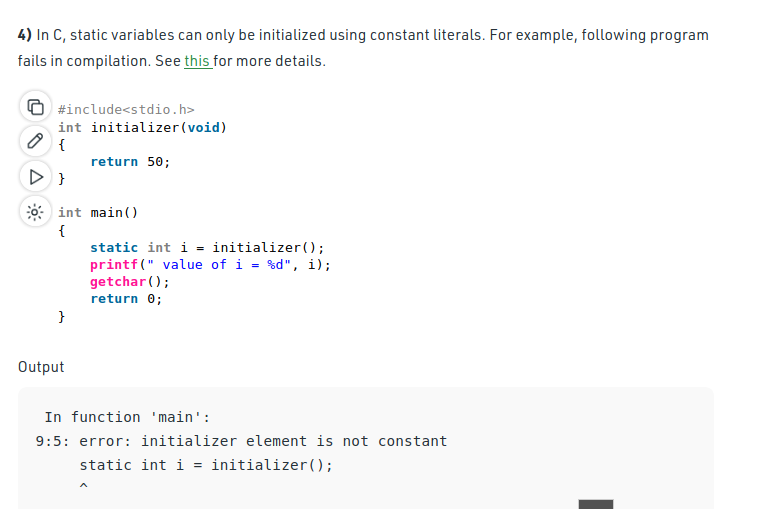 4) In C, static variables can only be initialized using constant literals. For example, following program
fails in compilation. See this for more details.
#include<stdio.h>
int initializer(void)
{
    return 50;
}
int main()
{
    static int i = initializer();
    printf(" value of i = %d", i);
    getchar();
    return 0;
}
Output
 In function 'main':
9:5: error: initializer element is not constant
     static int i = initializer();
     ^